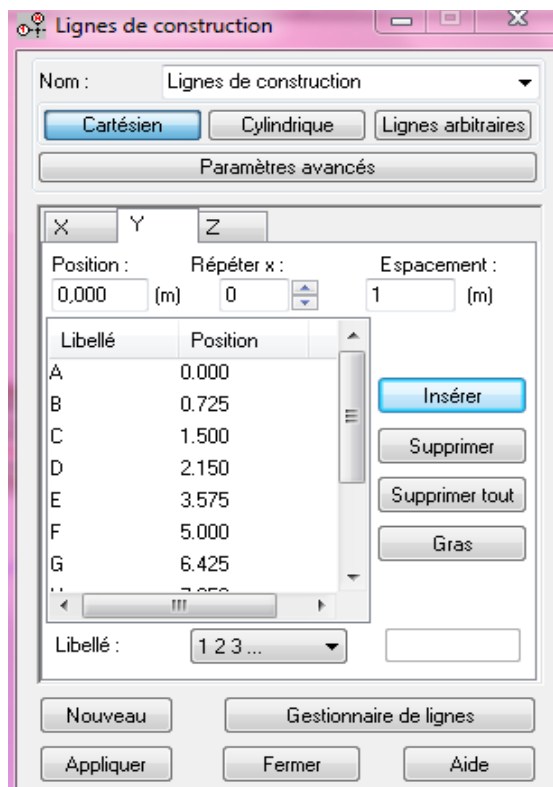 Lignes de construction
Nom : Lignes de construction
Cartésien Cylindrique Lignes arbitraires
Paramètres avancés
X Y Z
Position : Répéter x : Espacement :
0,000 (m) 0 1 (m)
Libellé Position
A 0.000
B 0.725
C 1.500
D 2.150
E 3.575
F 5.000
G 6.425
Insérer
Supprimer
Supprimer tout
Gras
Libellé : 1 2 3 ...
Nouveau Gestionnaire de lignes
Appliquer Fermer Aide